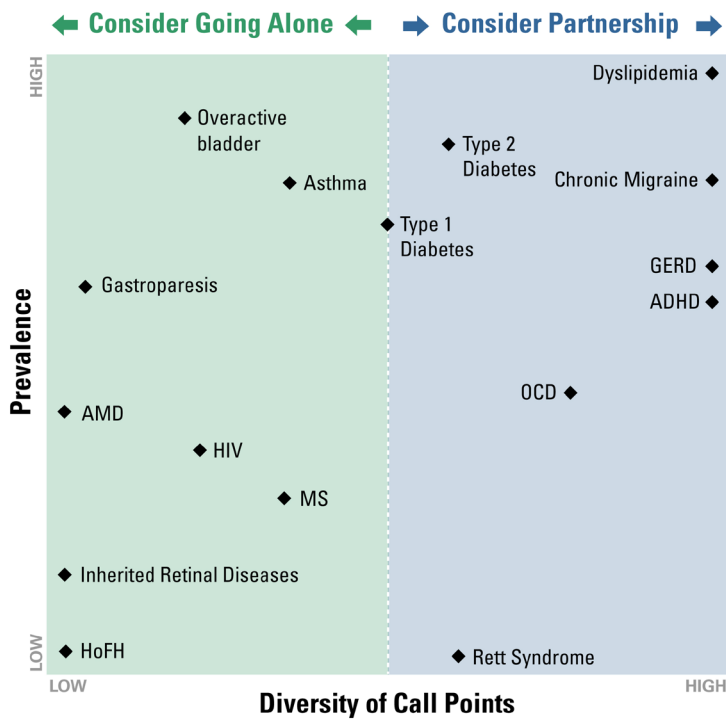 Consider Going Alone
Consider Partnership
HIGH
Dyslipidemia
Overactive
bladder
Type 2
Diabetes
Asthma
Chronic Migraine
Type 1
Diabetes
GERD
Gastroparesis
ADHD
Prevalence
OCD
AMD
HIV
MS
Inherited Retinal Diseases
HoFH
Rett Syndrome
LOW
LOW
HIGH
Diversity of Call Points